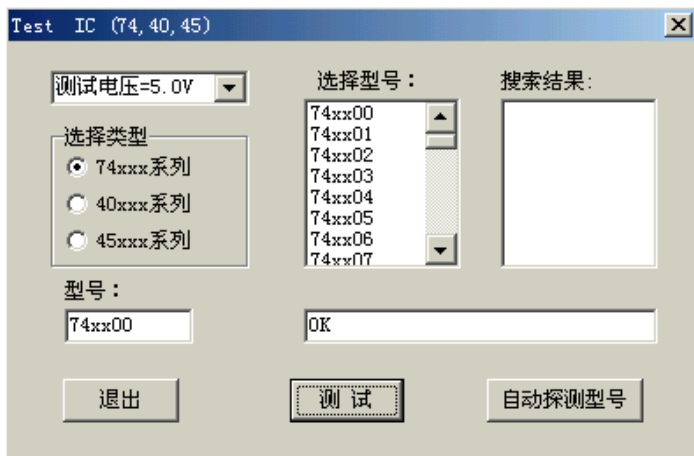 Test IC (74,40,45)
测试电压=5.0V
选择类型
74xxx系列
40xxx系列
45xxx系列
型号：
74xx00
选择型号：
74xx00
74xx01
74xx02
74xx03
74xx04
74xx05
74xx06
74xx07
搜索结果:
OK
退出
测 试
自动探测型号